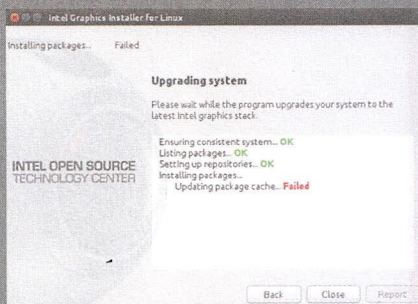 Intel Graphics Installer for Linux
Installing packages... Failed
Upgrading system
Please wait while the program upgrades your system to the
latest Intel graphics stack.
Ensuring consistent system... OK
Listing packages... OK
Setting up repositories... OK
Installing packages...
Updating package cache... Failed
INTEL OPEN SOURCE
TECHNOLOGY CENTER
Back Close Report